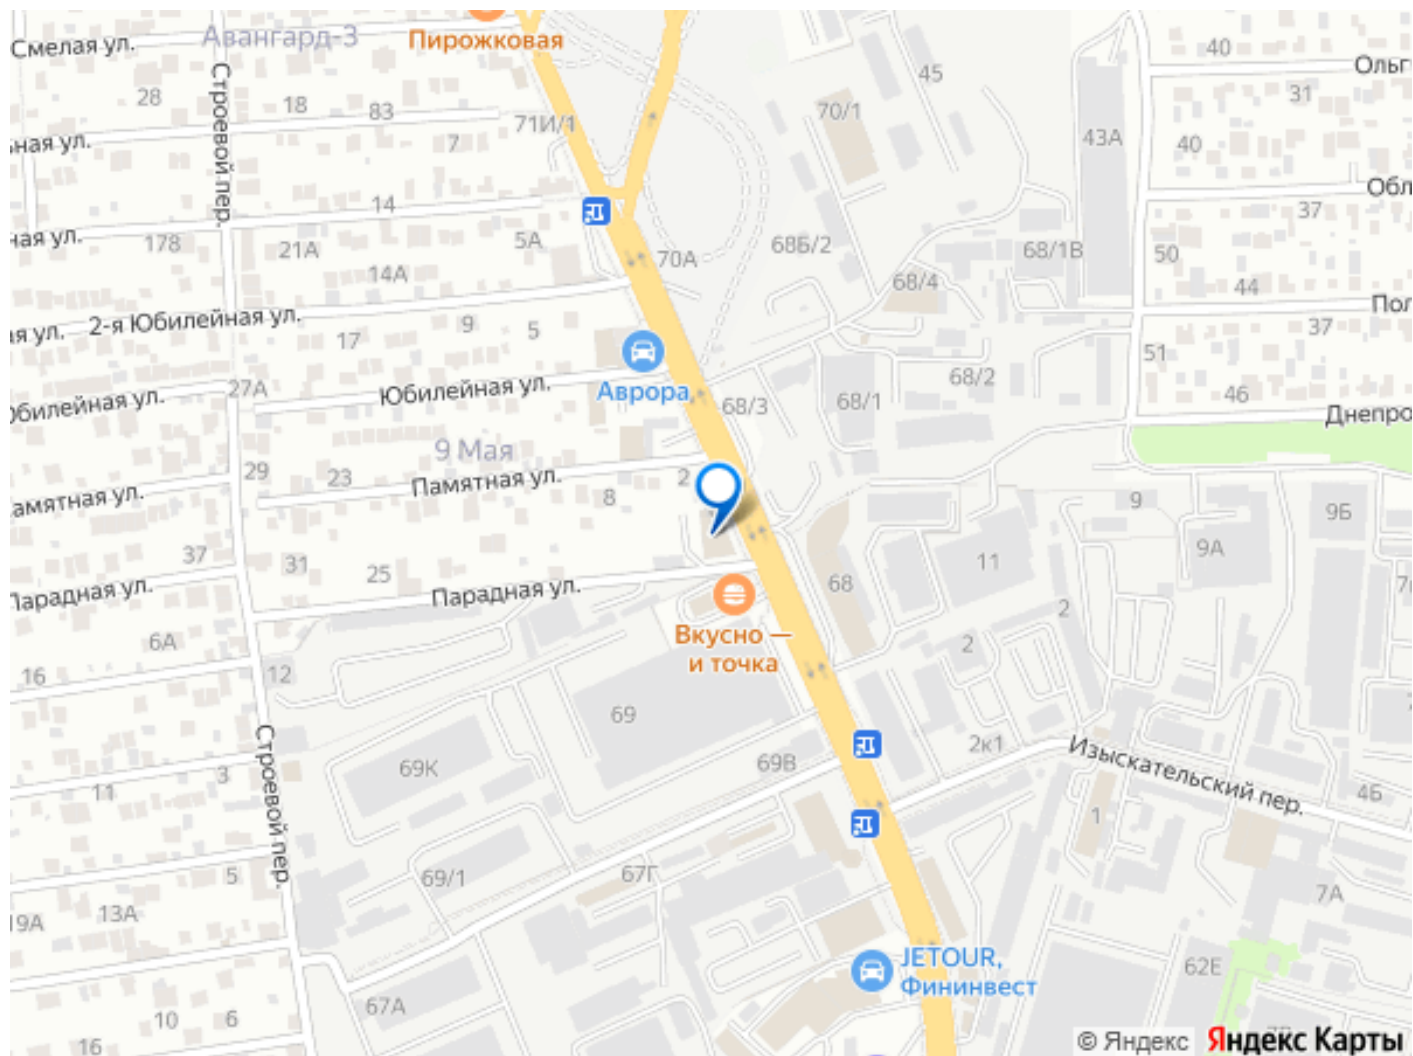 Смелая ул.
Авангард-3
Пирожковая
45
40
Ольг
28
18
83
Строевой пер.
71И/1
70/1
31
ьная ул.
7
43А
40
14
Обл
37
ная ул.
178
21А
5А
70А
68Б/2
68/1В
50
14А
68/4
44
я ул.
2-я Юбилейная ул.
9
5
17
Пол
37
51
27А
Юбилейная ул.
Аврора
68/3
68/1
68/2
46
Юбилейная ул.
Днепро
9 Мая
29
23
Памятная ул.
2
8
амятная ул.
9
9Б
37
31
25
11
9А
Парадная ул.
Парадная ул.
68
2
6А
Вкусно —
и точка
2
16
12
69
Строевой пер.
2к1
Изыскательский пер.
3
69К
69В
11
4Б
1
5
69/1
67Г
7А
19А
13А
JETOUR,
Фининвест
62Е
67А
10
6
16
© Яндекс
Яндекс Карты